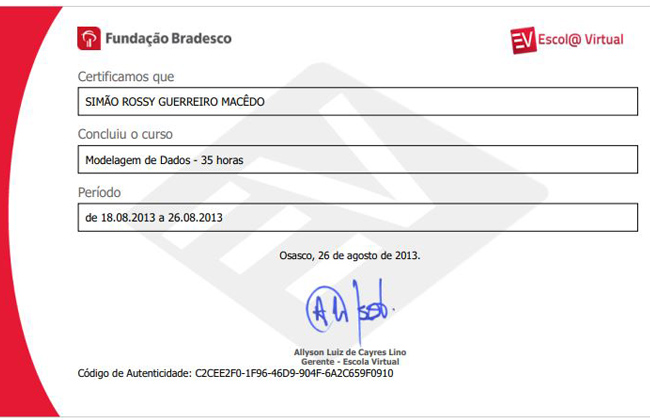 Fundação Bradesco
EV Escol@ Virtual
Certificamos que
SIMÃO ROSSY GUERREIRO MACÊDO
Concluiu o curso
Modelagem de Dados - 35 horas
Período
de 18.08.2013 a 26.08.2013
Osasco, 26 de agosto de 2013.
Allyson Luiz de Cayres Lino
Gerente - Escola Virtual
Código de Autenticidade: C2CEE2F0-1F96-46D9-904F-6A2C659F0910